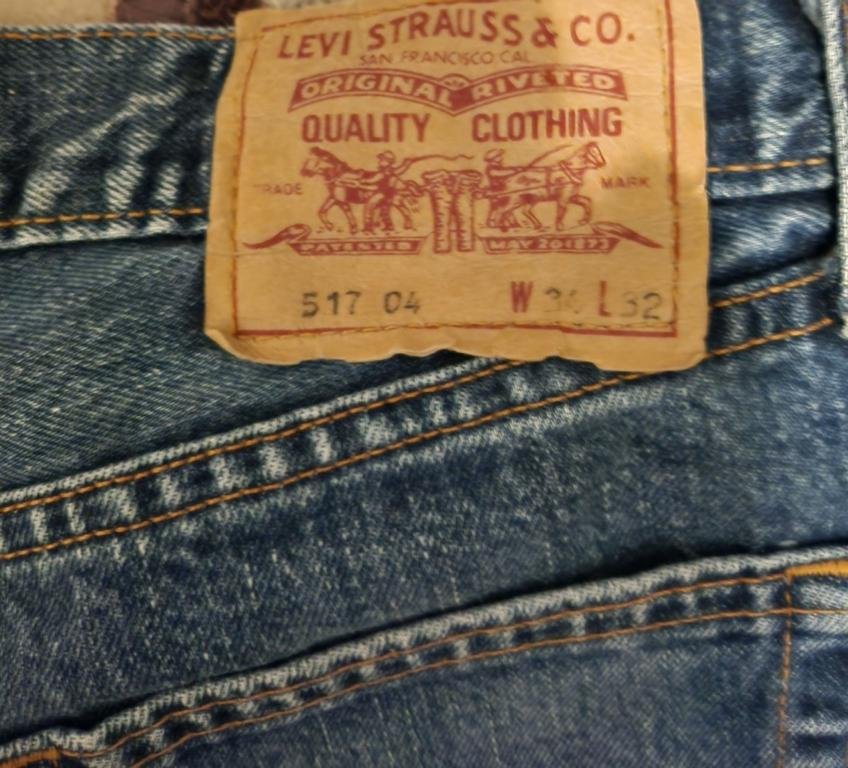 LEVI STRAUSS & CO.
SAN FRANCISCO CAL
ORIGINAL RIVETED
QUALITY CLOTHING
TRADE MARK
PATENTED MAY 20 1873
517 04 W L 32